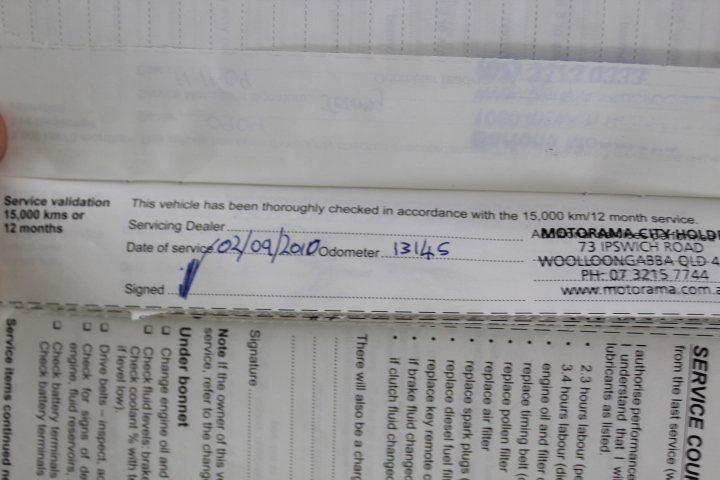 Service validation
15,000 kms or
12 months
This vehicle has been thoroughly checked in accordance with the 15,000 km/12 month service.
Servicing Dealer
MOTORAMA CITY HOLD
73 IPSWICH ROAD
WOOLLOONGABBA QLD 4
PH: 07 3215 7744
www.motorama.com.a
Date of service 02/09/2010 Odometer 13145
Signed
SERVICE COU
from the last service (w
I authorise performance
I understand that I wi
lubricants as listed.
• 2.3 hours labour (pe
• 3.4 hours labour (die
• engine oil and filter
• replace timing belt (
• replace pollen filter
• replace air filter
• replace spark plugs (
• replace diesel fuel fil
• replace key remote
• if brake fluid changed
• if clutch fluid changed
There will also be a charg
Signature
Note If the owner of this v
service, refer to the change
Under bonnet
❑ Change engine oil and
❑ Check fluid levels: brake
Check coolant % with
if level low).
❑ Drive belts – inspect, ad
❑ Check for signs of
engine, fluid reservoirs,
❑ Check battery terminals
Check battery terminals
Service items continued